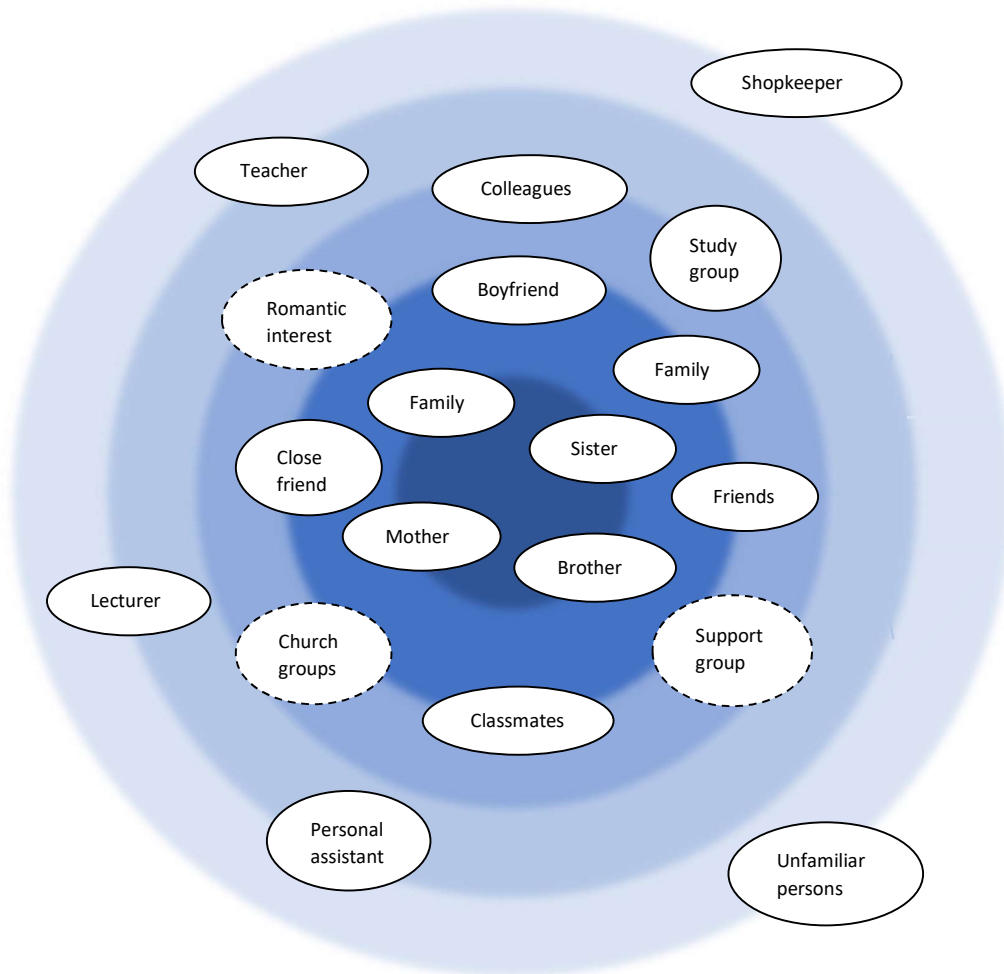 Shopkeeper
Teacher
Colleagues
Study
group
Boyfriend
Romantic
interest
Family
Family
Sister
Close
friend
Friends
Mother
Brother
Lecturer
Church
groups
Support
group
Classmates
Personal
assistant
Unfamiliar
persons